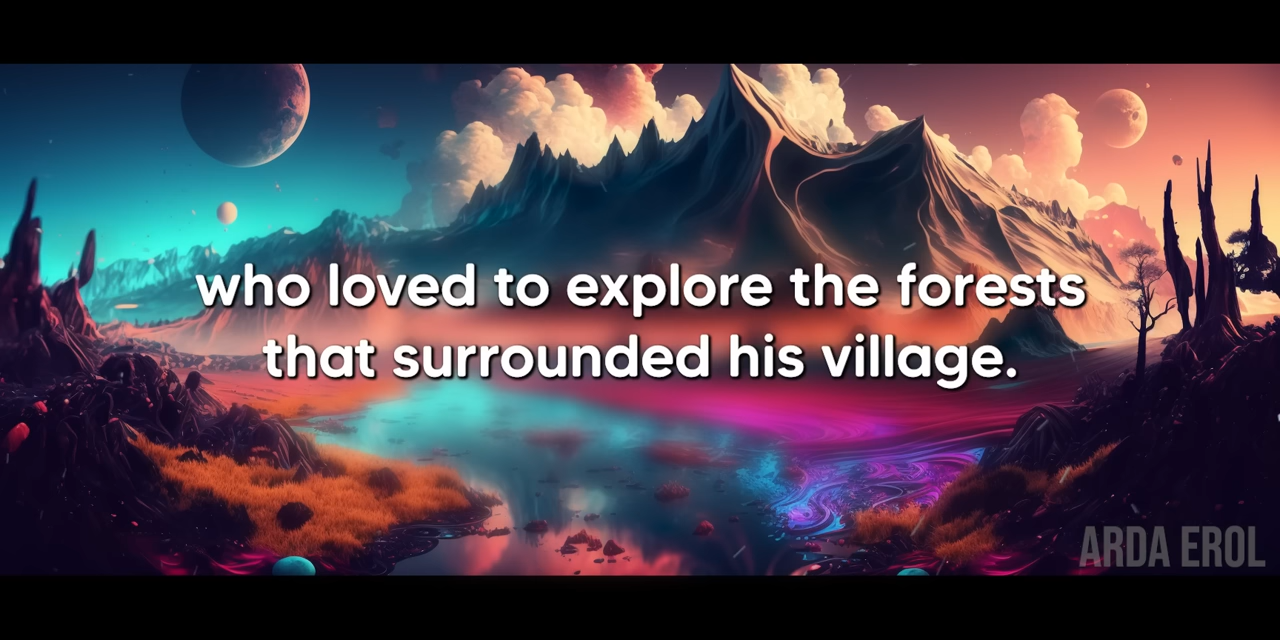 who loved to explore the forests
that surrounded his village.
ARDA EROL